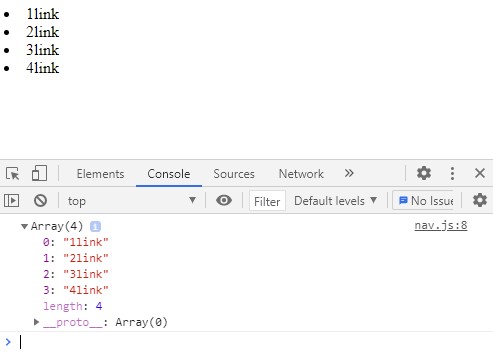 1link
2link
3link
4link
Elements Console Sources Network »
top ▼ Filter Default levels ▼ No Issue
▼Array(4) i nav.js:8
0: "1link"
1: "2link"
2: "3link"
3: "4link"
length: 4
▶__proto__: Array(0)
>